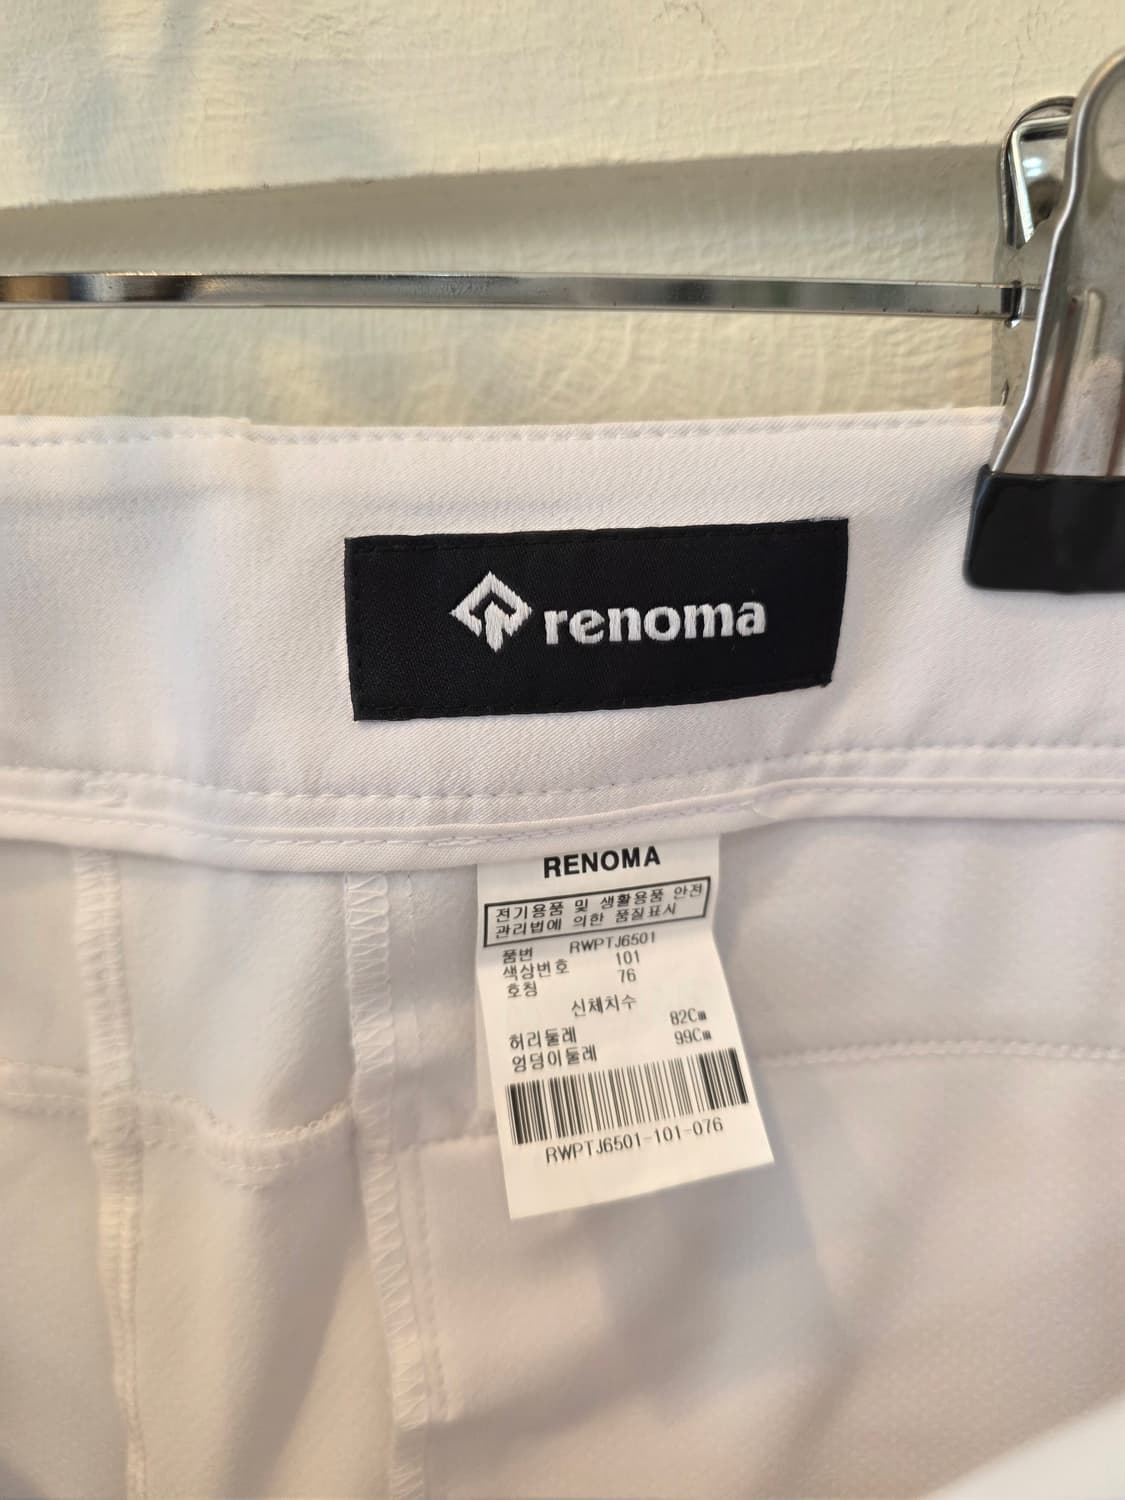 renoma
RENOMA
전기용품 및 생활용품 안전
관리법에 의한 품질표시
품번 RWPTJ6501
색상번호 101
호칭 76
신체치수
허리둘레 82Cm
엉덩이둘레 99Cm
RWPTJ6501-101-076